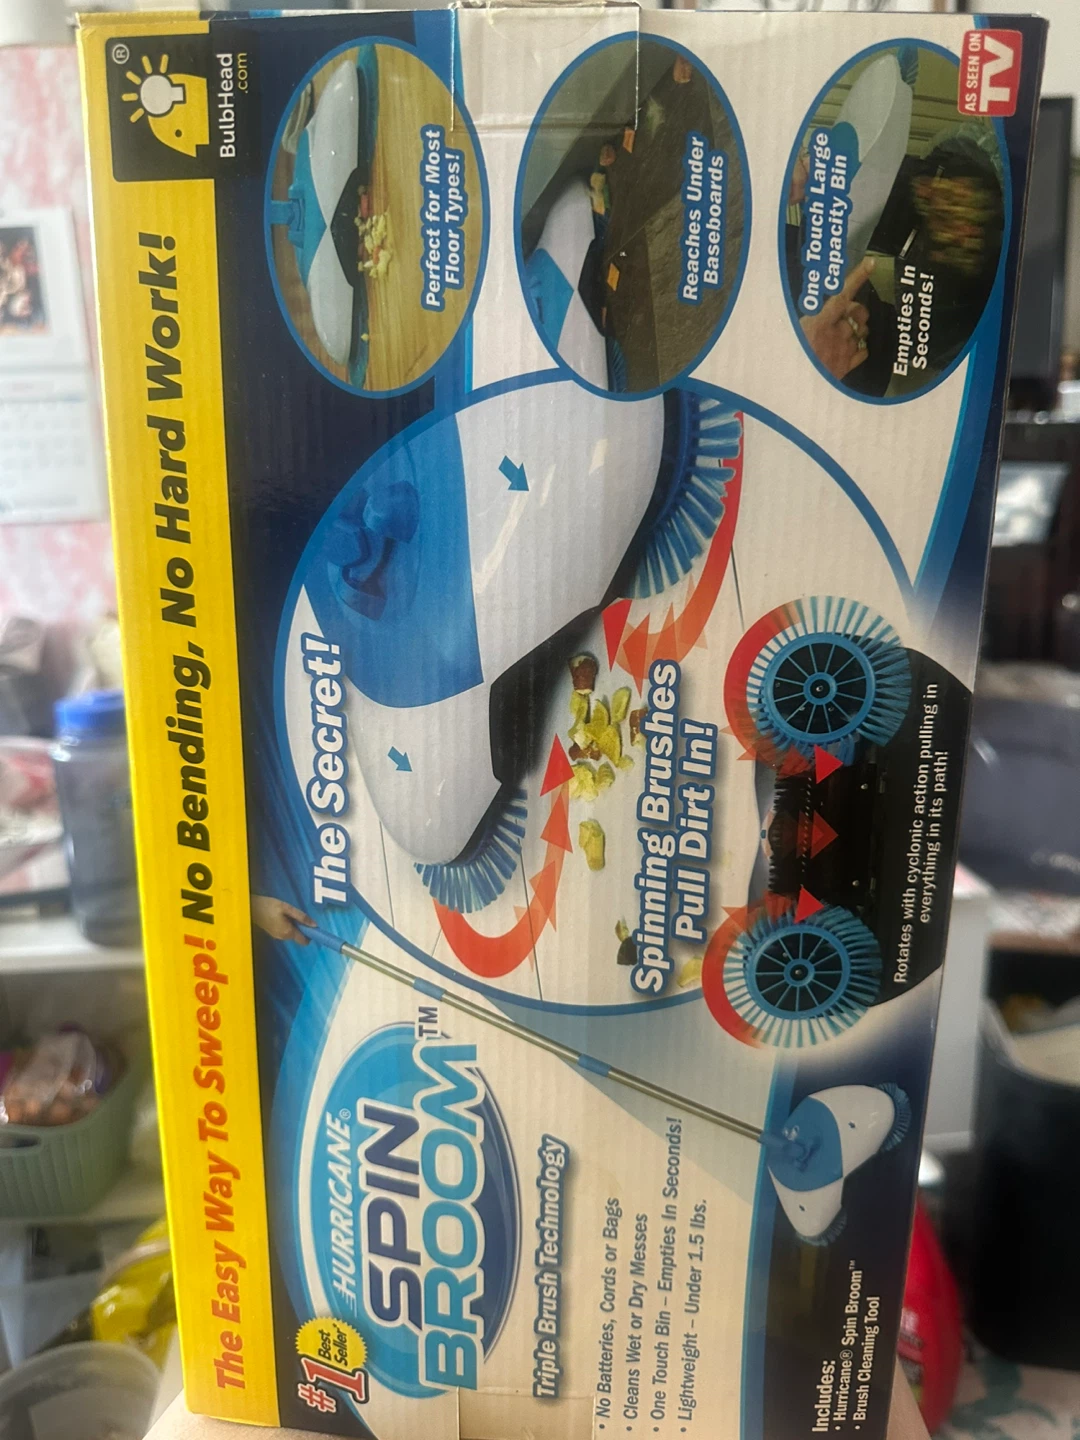 The Easy Way To Sweep! No Bending, No Hard Work!
®
BulbHead
.com
#1
Best
Seller
HURRICANE®
SPIN
BROOM™
Triple Brush Technology
• No Batteries, Cords or Bags
• Cleans Wet or Dry Messes
• One Touch Bin – Empties In Seconds!
• Lightweight – Under 1.5 lbs.
Includes:
• Hurricane® Spin Broom™
• Brush Cleaning Tool
The Secret!
Spinning Brushes
Pull Dirt In!
Rotates with cyclonic action pulling in
everything in its path!
Perfect for Most
Floor Types!
Reaches Under
Baseboards
One Touch Large
Capacity Bin
Empties In
Seconds!
AS SEEN ON
TV